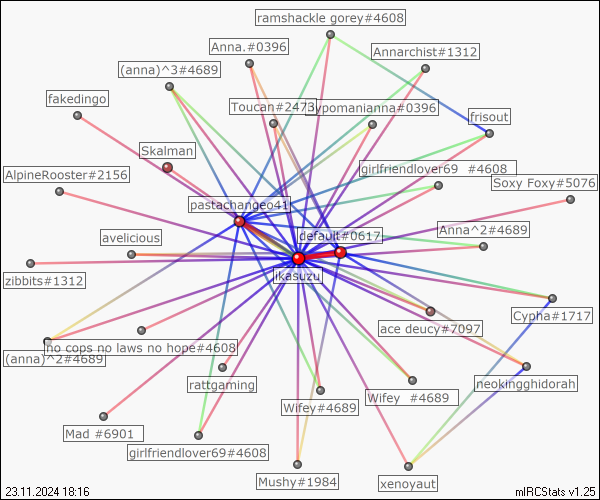 ramshackle gorey#4608
Anna.#0396
Annarchist#1312
(anna)^3#4689
fakedingo
Toucan#2473
hypomanianna#0396
frisout
Skalman
girlfriendlover69 #4608
AlpineRooster#2156
Soxy Foxy#5076
pastachangeo41
default#0617
Anna^2#4689
avelicious
ikasuzu
zibbits#1312
Cypha#1717
ace deucy#7097
no cops no laws no hope#4608
(anna)^2#4689
rattgaming
neokingghidorah
Wifey#4689
Wifey #4689
Mad #6901
girlfriendlover69#4608
Mushy#1984
xenoyaut
23.11.2024 18:16
mIRCStats v1.25